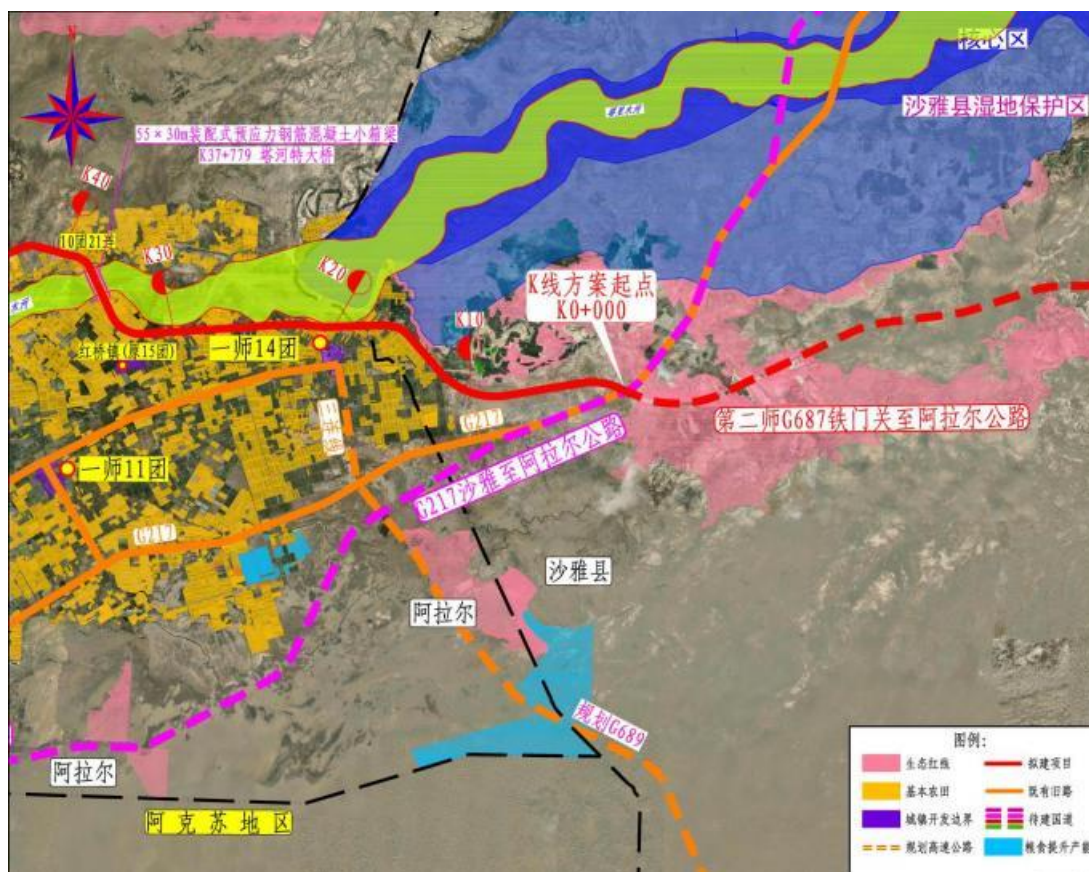 N
核心区
沙雅县湿地保护区
塔里木河
55×30m装配式预应力钢筋混凝土小箱梁
K37+779 塔河特大桥
K40
10团21连
K30
K20
K10
K线方案起点
K0+000
红桥镇(原15团)
一师14团
第二师G687铁门关至阿拉尔公路
G217
一师11团
G217沙雅至阿拉尔公路
G217
沙雅县
阿拉尔
规划G689
阿拉尔
阿克苏地区
图例:
生态红线
拟建项目
基本农田
既有旧路
城镇开发边界
待建国道
规划高速公路
粮食提升产能